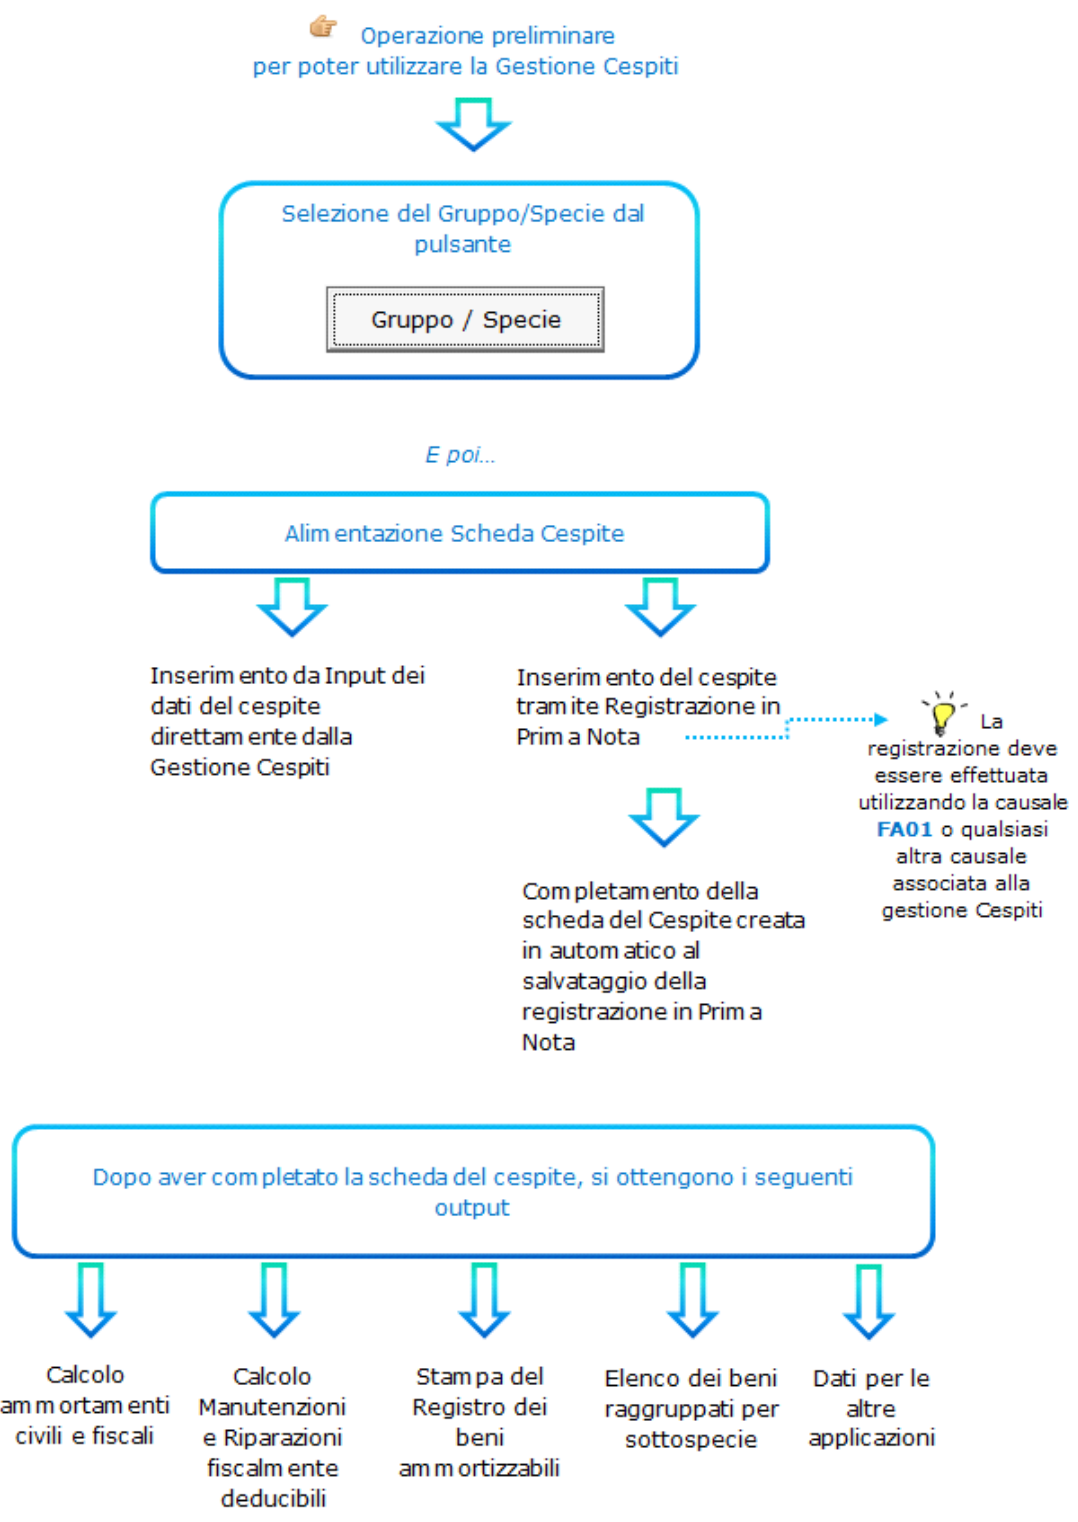 Operazione preliminare
per poter utilizzare la Gestione Cespiti
Selezione del Gruppo/Specie dal
pulsante
Gruppo / Specie
E poi...
Alimentazione Scheda Cespite
Inserimento da Input dei
dati del cespite
direttamente dalla
Gestione Cespiti
Inserimento del cespite
tramite Registrazione in
Prima Nota
La
registrazione deve
essere effettuata
utilizzando la causale
FA01 o qualsiasi
altra causale
associata alla
gestione Cespiti
Completamento della
scheda del Cespite creata
in automatico al
salvataggio della
registrazione in Prima
Nota
Dopo aver completato la scheda del cespite, si ottengono i seguenti
output
Calcolo
ammortamenti
civili e fiscali
Calcolo
Manutenzioni
e Riparazioni
fiscalmente
deducibili
Stampa del
Registro dei
beni
ammortizzabili
Elenco dei beni
raggruppati per
sottospecie
Dati per le
altre
applicazioni